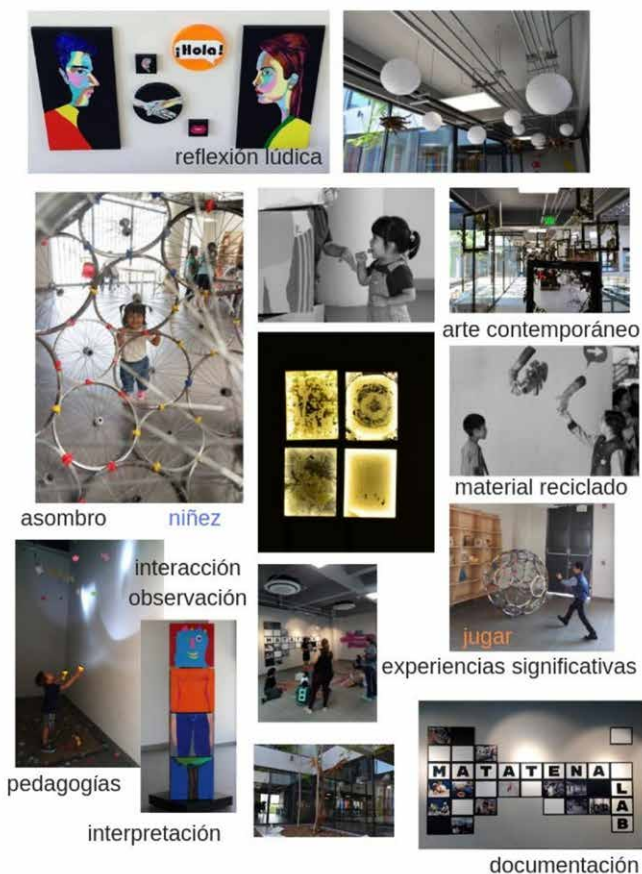 ¡Hola!
reflexión lúdica
arte contemporáneo
material reciclado
asombro
niñez
interacción
observación
jugar
experiencias significativas
pedagogías
interpretación
MATATENA
LAB
documentación